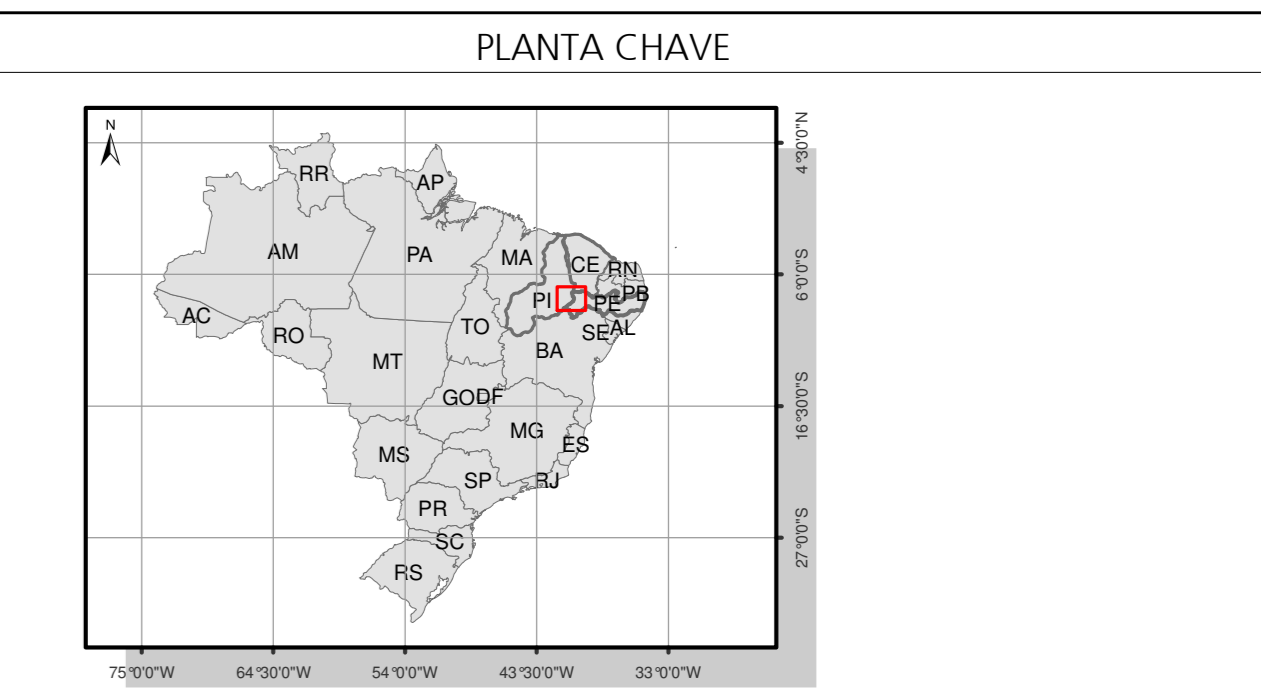 PLANTA CHAVE
N
4°30'0"N
RR
AP
AM
PA
MA
CE
RN
6°0'0"S
PI
PE
PB
AC
RO
TO
SE
AL
MT
BA
GO
DF
16°30'0"S
MG
ES
MS
SP
RJ
PR
SC
27°0'0"S
RS
75°0'0"W 64°30'0"W 54°0'0"W 43°30'0"W 33°0'0"W